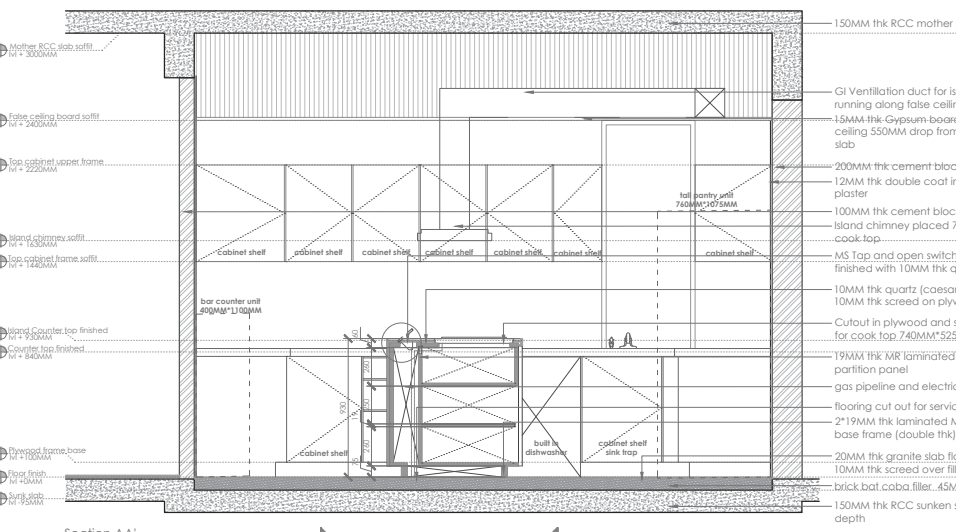 Mother RCC slab soffit
lvl + 3000MM
False ceiling board soffit
lvl + 2400MM
Top cabinet upper frame
lvl + 2220MM
Island chimney soffit
lvl + 1630MM
Top cabinet frame soffit
lvl + 1440MM
Island Counter top finished
lvl + 930MM
Counter top finished
lvl + 840MM
Plywood frame base
lvl +100MM
Floor finish
lvl +0MM
Sunk slab
lvl -95MM
tall pantry unit
760MM*1075MM
cabinet shelf
cabinet shelf
cabinet shelf
cabinet shelf
cabinet shelf
cabinet shelf
bar counter unit
400MM*1100MM
60
260
930
260
cabinet shelf
built in
dishwasher
cabinet shelf
sink trap
150MM thk RCC mother
GI Ventillation duct for is
running along false ceilin
15MM thk Gypsum boar
ceiling 550MM drop from
slab
200MM thk cement bloc
12MM thk double coat in
plaster
100MM thk cement bloc
Island chimney placed 7
cook top
MS Tap and open switch
finished with 10MM thk q
10MM thk quartz (caesar
10MM thk screed on plyw
Cutout in plywood and s
for cook top 740MM*525
19MM thk MR laminated
partition panel
gas pipeline and electric
flooring cut out for servic
2*19MM thk laminated M
base frame (double thk)
20MM thk granite slab flo
10MM thk screed over fill
brick bat coba filler 45M
150MM thk RCC sunken s
depth
Section AA'